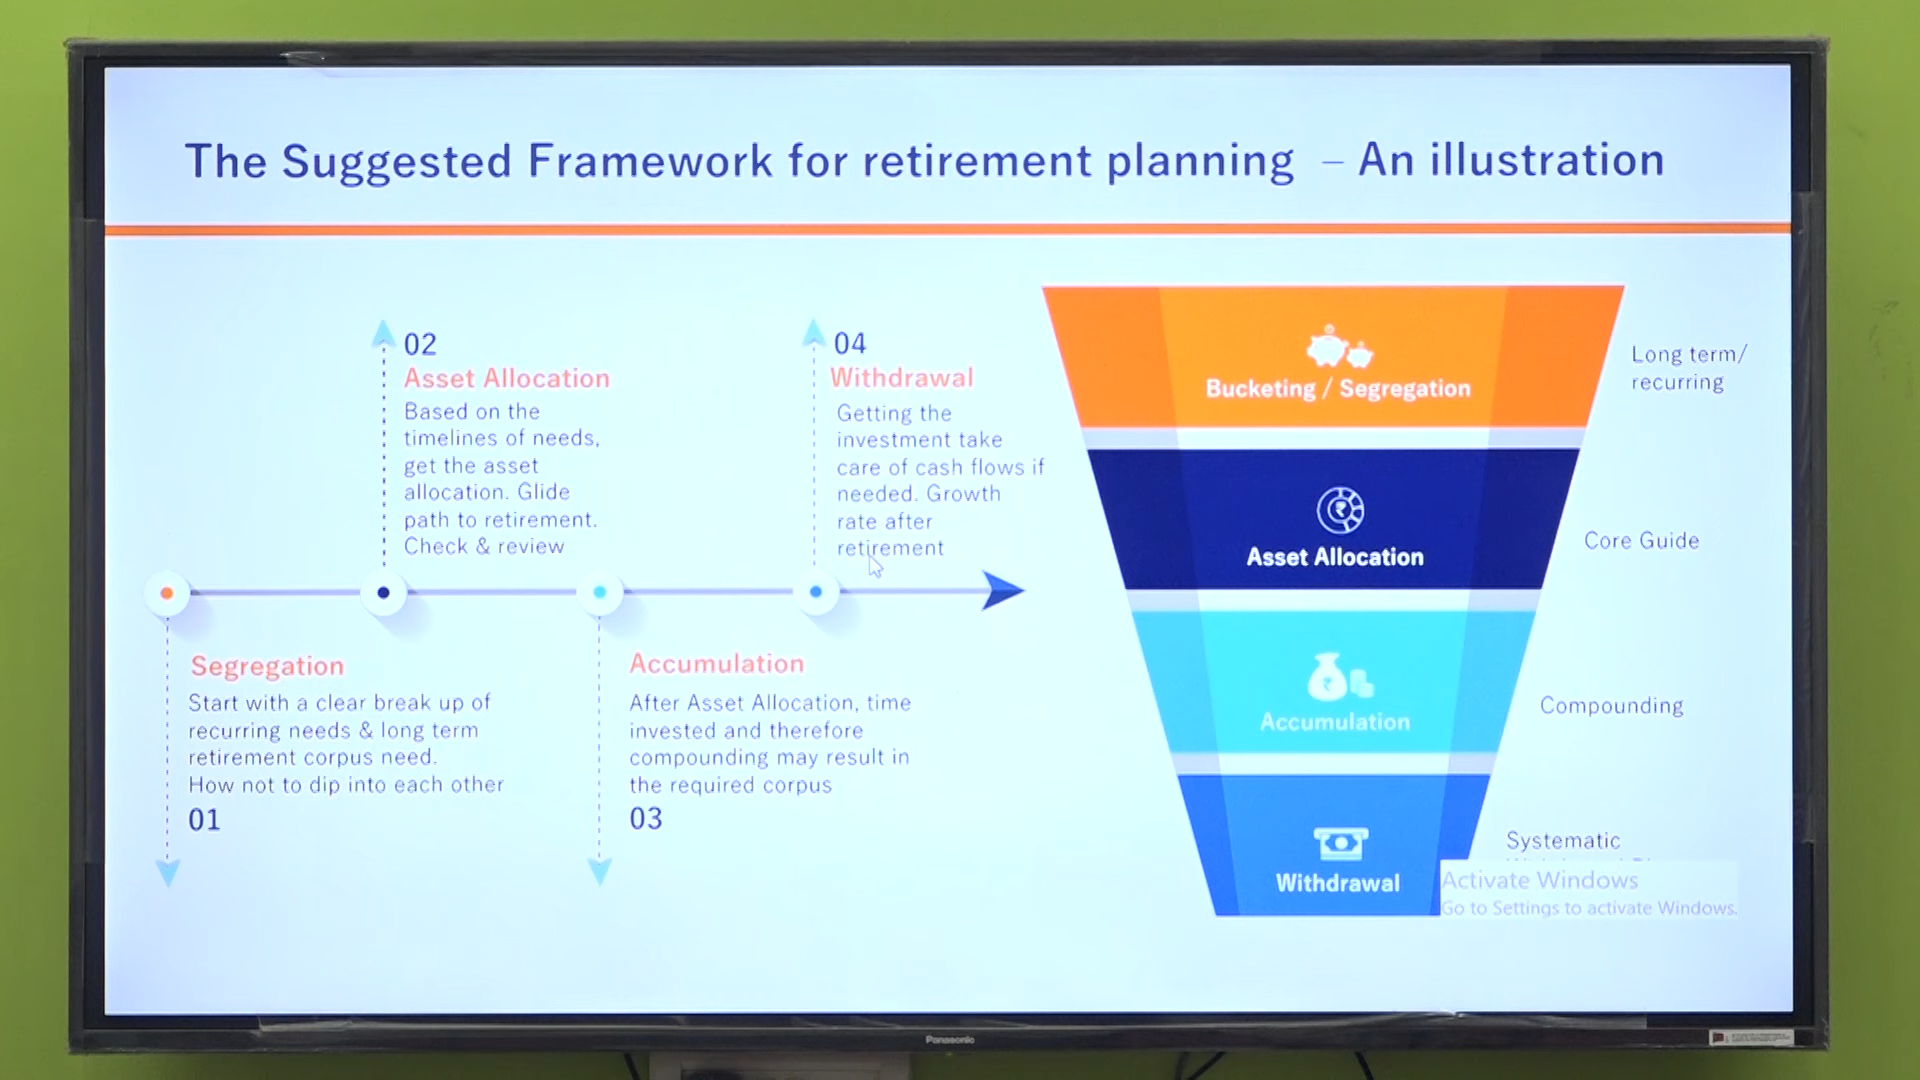 The Suggested Framework for retirement planning – An illustration
02
Asset Allocation
Based on the
timelines of needs,
get the asset
allocation. Glide
path to retirement.
Check & review
04
Withdrawal
Getting the
investment take
care of cash flows if
needed. Growth
rate after
retirement
Segregation
Start with a clear break up of
recurring needs & long term
retirement corpus need.
How not to dip into each other
01
Accumulation
After Asset Allocation, time
invested and therefore
compounding may result in
the required corpus
03
Bucketing / Segregation
Long term/
recurring
Asset Allocation
Core Guide
Accumulation
Compounding
Withdrawal
Systematic
Activate Windows
Go to Settings to activate Windows.
Panasonic